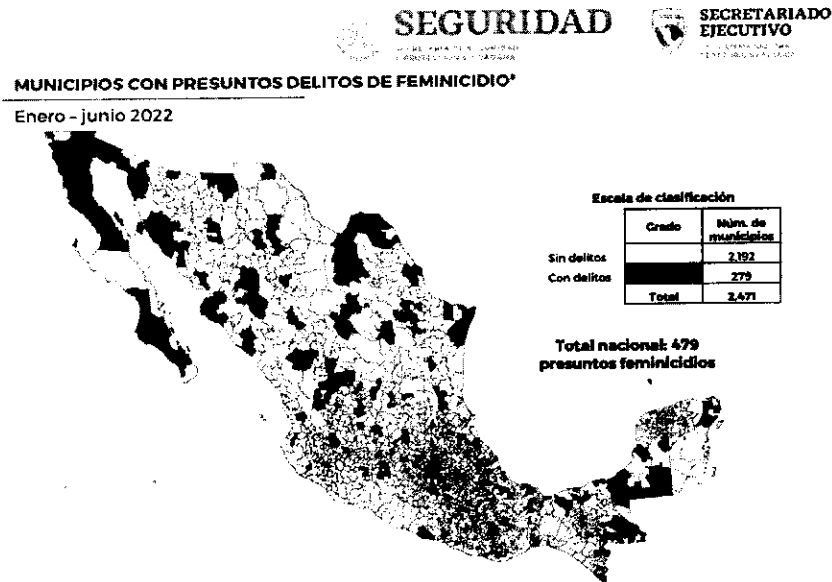 SEGURIDAD
SECRETARIADO
EJECUTIVO
MUNICIPIOS CON PRESUNTOS DELITOS DE FEMINICIDIO*
Enero - junio 2022
Escala de clasificación
Grado
Núm. de
municipios
Sin delitos
2,192
Con delitos
279
Total
2,471
Total nacional: 479
presuntos feminicidios